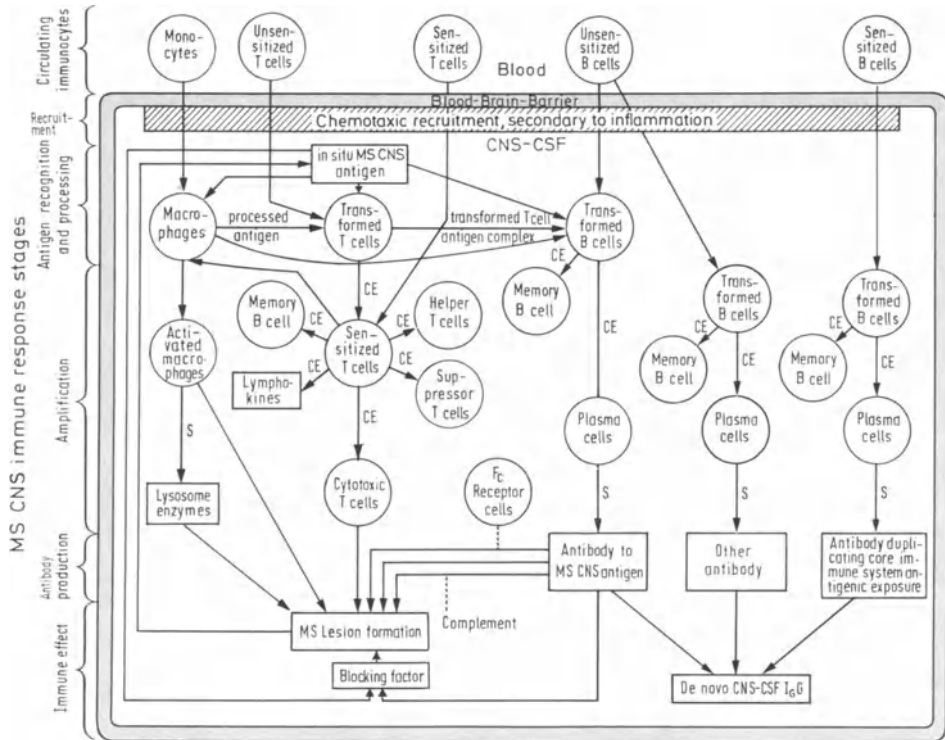 MS CNS immune response stages
Circulating
immunocytes
Recruit-
ment
Antigen recognition
and processing
Amplification
Antibody
production
Immune effect
Mono-
cytes
Unsen-
sitized
T cells
Sen-
sitized
T cells
Unsen-
sitized
B cells
Sen-
sitized
B cells
Blood
Blood-Brain-Barrier
Chemotaxic recruitment, secondary to inflammation
CNS-CSF
in situ MS CNS
antigen
Macro-
phages
processed
antigen
Trans-
formed
T cells
transformed T cell
antigen complex
Trans-
formed
B cells
CE
CE
Memory
B cell
CE
Memory
B cell
CE
Sen-
sitized
T cells
CE
Helper
T cells
Acti-
vated
macro-
phages
CE
Lympho-
kines
CE
Sup-
pressor
T cells
CE
Trans-
formed
B cells
CE
Memory
B cell
CE
Trans-
formed
B cells
CE
Memory
B cell
CE
S
Lysosome
enzymes
Cytotoxic
T cells
Fc
Receptor
cells
Plasma
cells
S
Plasma
cells
S
Plasma
cells
S
Antibody to
MS CNS antigen
Other
antibody
Antibody dupli-
cating core im-
mune system an-
tigenic exposure
MS Lesion formation
Complement
Blocking factor
De novo CNS-CSF IGG